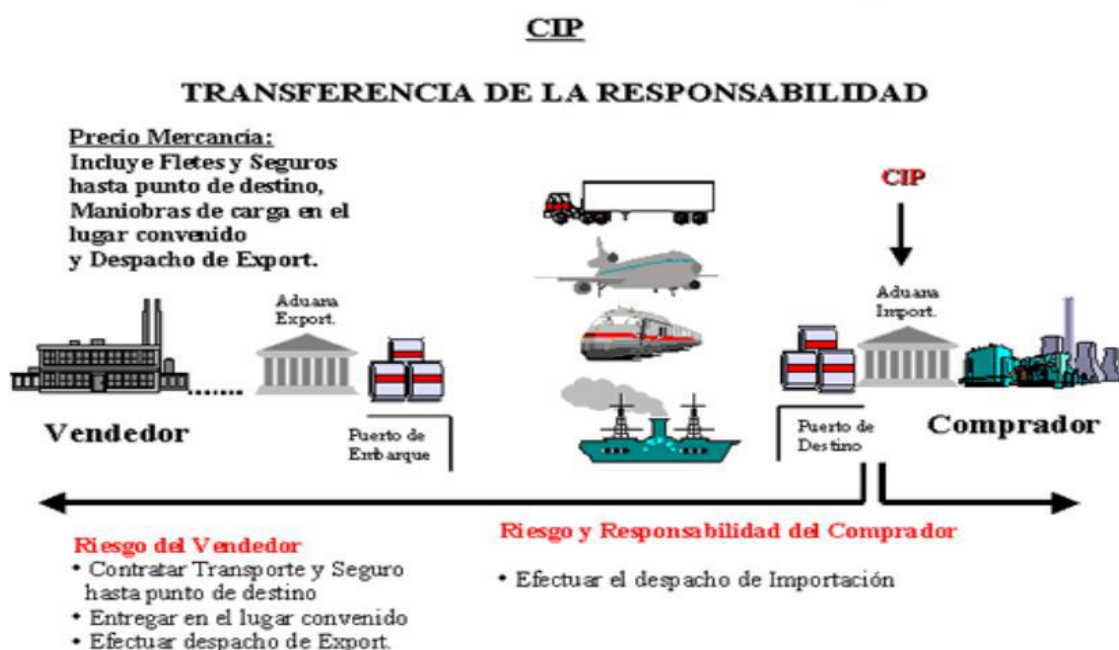 CIP
TRANSFERENCIA DE LA RESPONSABILIDAD
Precio Mercancía:
Incluye Fletes y Seguros
hasta punto de destino,
Maniobras de carga en el
lugar convenido
y Despacho de Export.
CIP
Aduana
Export.
Aduana
Import.
Vendedor
Puerto de
Embarque
Puerto de
Destino
Comprador
Riesgo del Vendedor
• Contratar Transporte y Seguro
hasta punto de destino
• Entregar en el lugar convenido
• Efectuar despacho de Export.
Riesgo y Responsabilidad del Comprador
• Efectuar el despacho de Importación